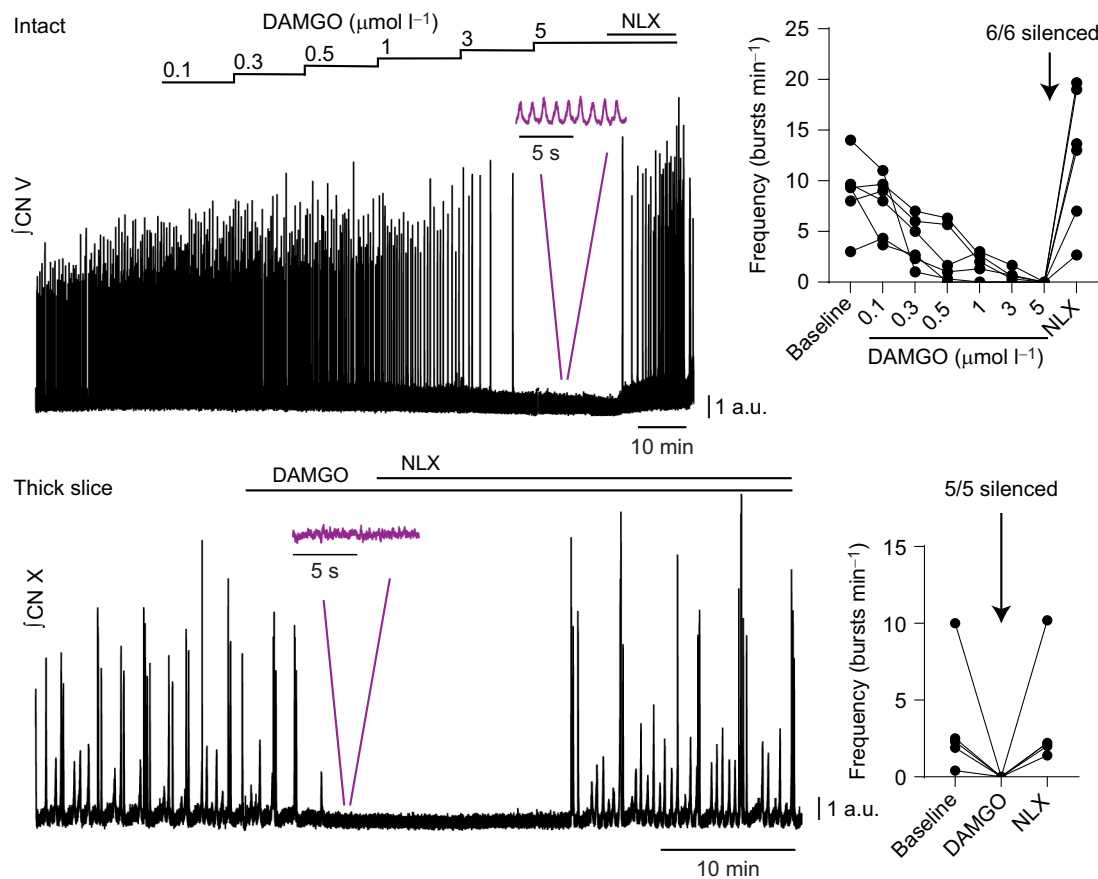 Intact
DAMGO (μmol l⁻¹)
NLX
0.1
0.3
0.5
1
3
5
5 s
∫CN V
1 a.u.
10 min
6/6 silenced
Frequency (bursts min⁻¹)
25
20
15
10
5
0
Baseline
0.1
0.3
0.5
1
3
5
NLX
DAMGO (μmol l⁻¹)
Thick slice
DAMGO
NLX
5 s
∫CN X
1 a.u.
10 min
5/5 silenced
Frequency (bursts min⁻¹)
15
10
5
0
Baseline
DAMGO
NLX